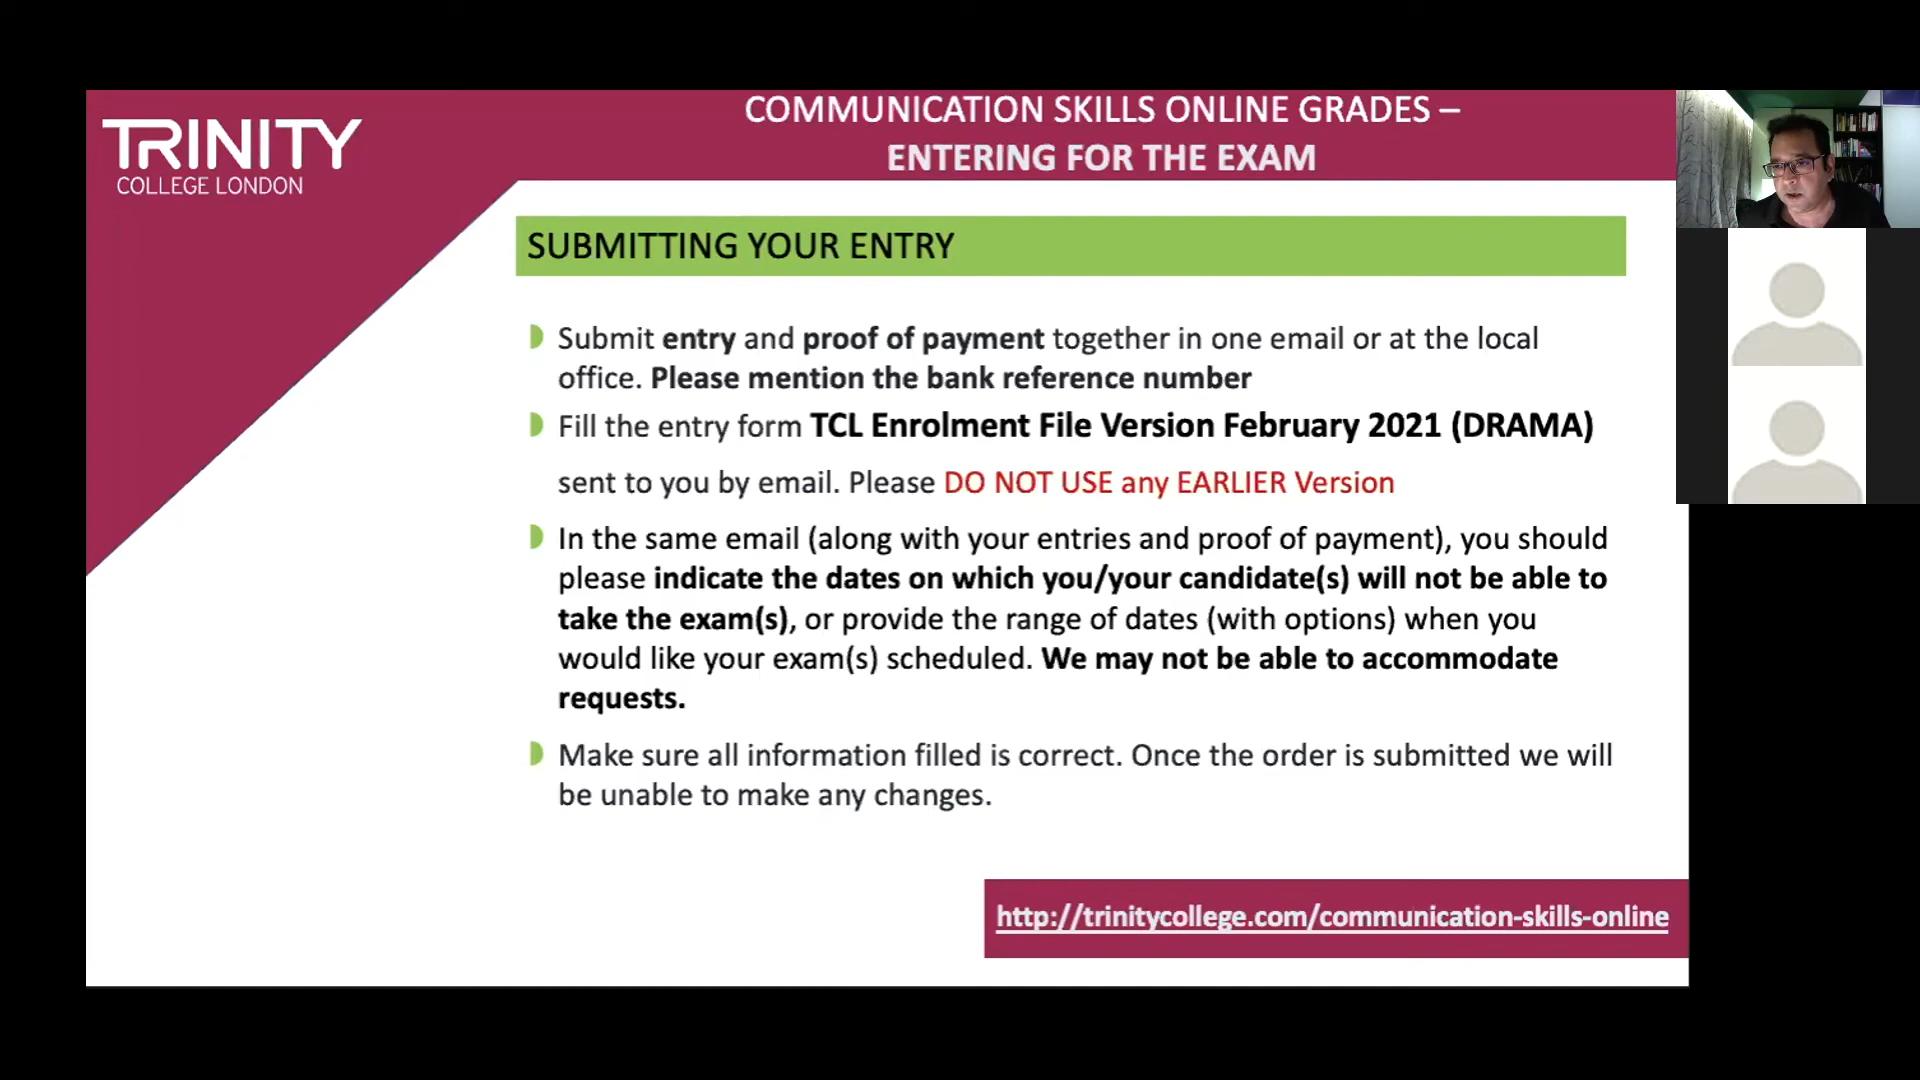 TRINITY
COLLEGE LONDON
COMMUNICATION SKILLS ONLINE GRADES –
ENTERING FOR THE EXAM
SUBMITTING YOUR ENTRY
Submit entry and proof of payment together in one email or at the local
office. Please mention the bank reference number
Fill the entry form TCL Enrolment File Version February 2021 (DRAMA)
sent to you by email. Please DO NOT USE any EARLIER Version
In the same email (along with your entries and proof of payment), you should
please indicate the dates on which you/your candidate(s) will not be able to
take the exam(s), or provide the range of dates (with options) when you
would like your exam(s) scheduled. We may not be able to accommodate
requests.
Make sure all information filled is correct. Once the order is submitted we will
be unable to make any changes.
http://trinitycollege.com/communication-skills-online